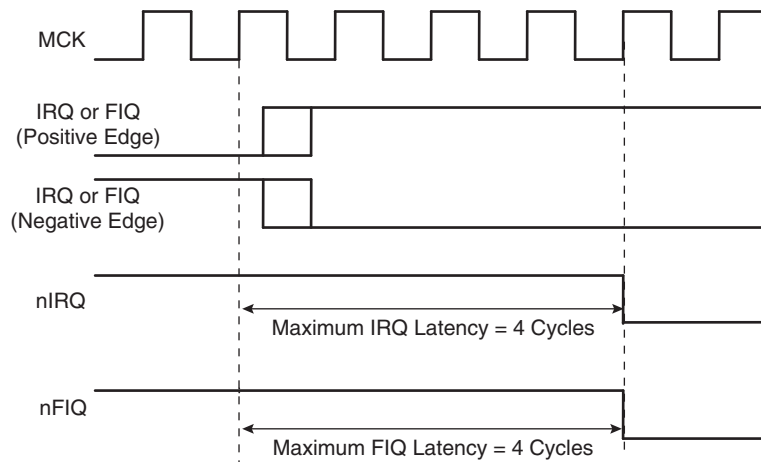 MCK
IRQ or FIQ
(Positive Edge)
IRQ or FIQ
(Negative Edge)
nIRQ
Maximum IRQ Latency = 4 Cycles
nFIQ
Maximum FIQ Latency = 4 Cycles